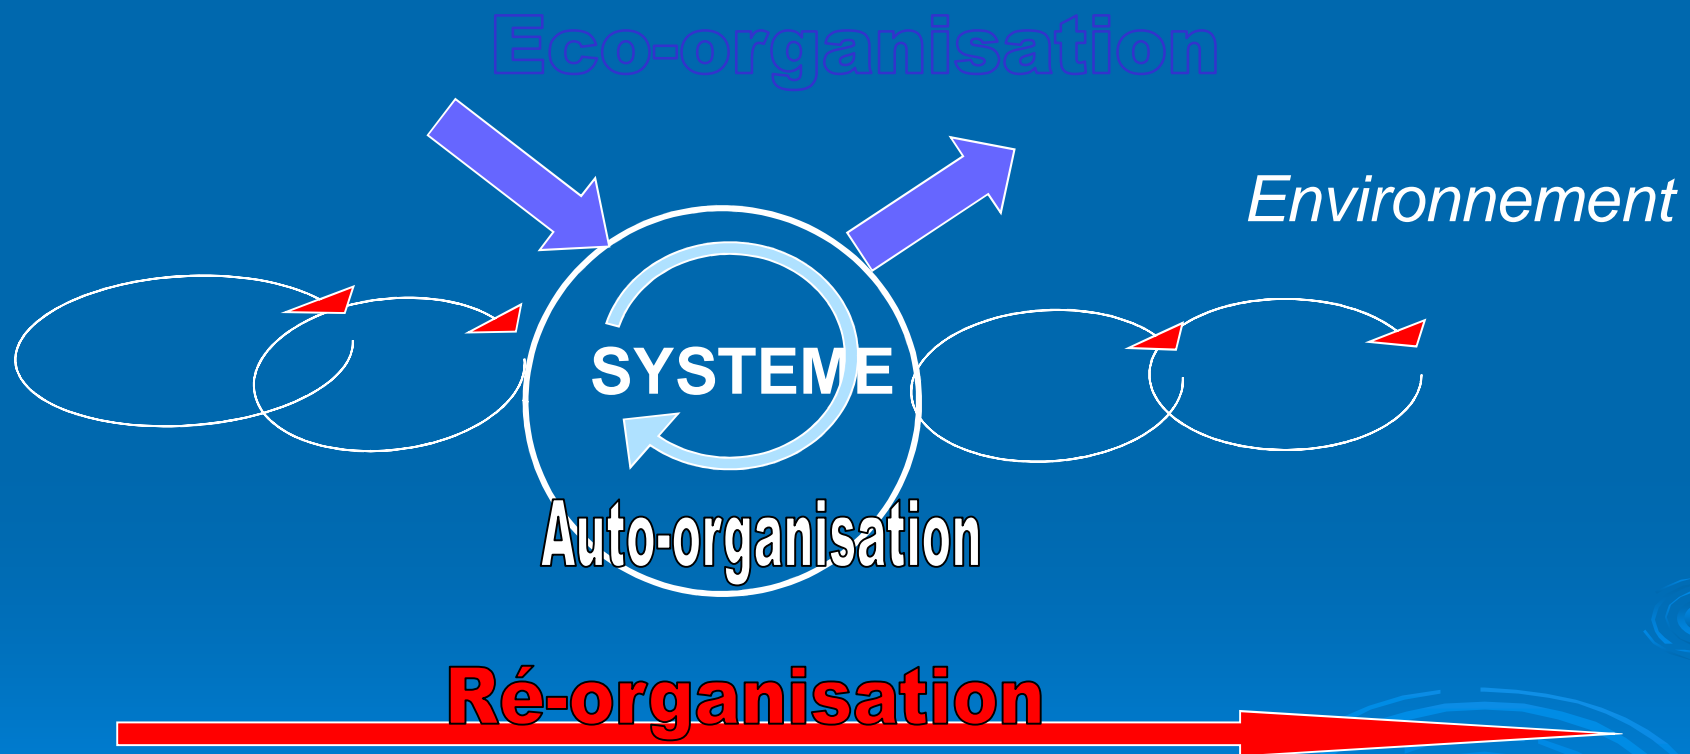 Eco-organisation
Environnement
SYSTEME
Auto-organisation
Ré-organisation